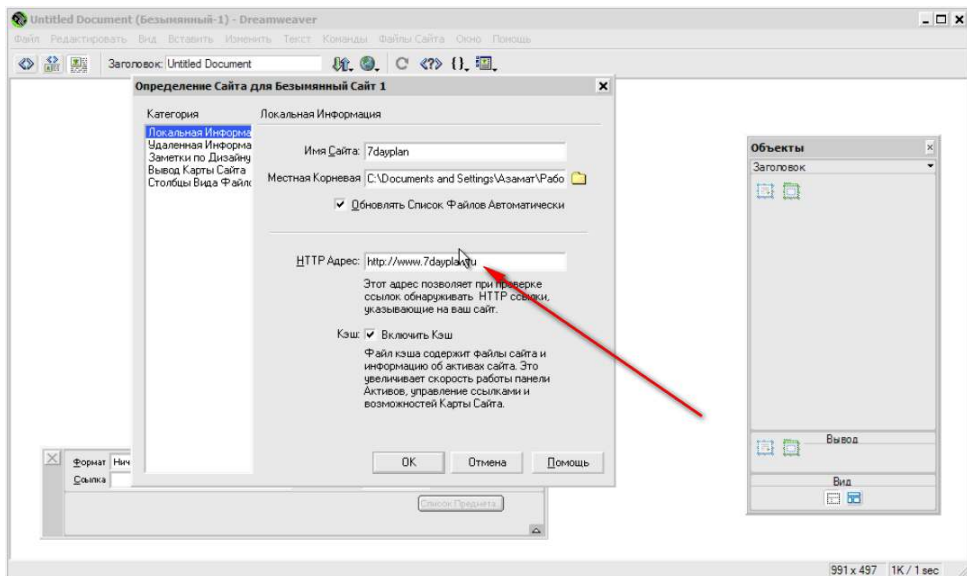 Untitled Document (Безымянный-1) - Dreamweaver
Файл Редактировать Вид Вставить Изменить Текст Команды Файлы Сайта Окно Помощь
Заголовок: Untitled Document
Определение Сайта для Безымянный Сайт 1
Категория
Локальная Информа
Удаленная Информа
Заметки по Дизайну
Вывод Карты Сайта
Столбцы Вида Файло
Локальная Информация
Имя Сайта: 7dayplan
Местная Корневая C:\Documents and Settings\Азамат\Рабо
Обновлять Список Файлов Автоматически
HTTP Адрес: http://www.7dayplan.ru
Этот адрес позволяет при проверке
ссылок обнаруживать HTTP ссылки,
указывающие на ваш сайт.
Кэш: Включить Кэш
Файл кэша содержит файлы сайта и
информацию об активах сайта. Это
увеличивает скорость работы панели
Активов, управление ссылками и
возможностей Карты Сайта.
OK Отмена Помощь
Формат Нич
Ссылка
Список Предмета
Объекты
Заголовок
Вывод
Вид
991 x 497 1K / 1 sec